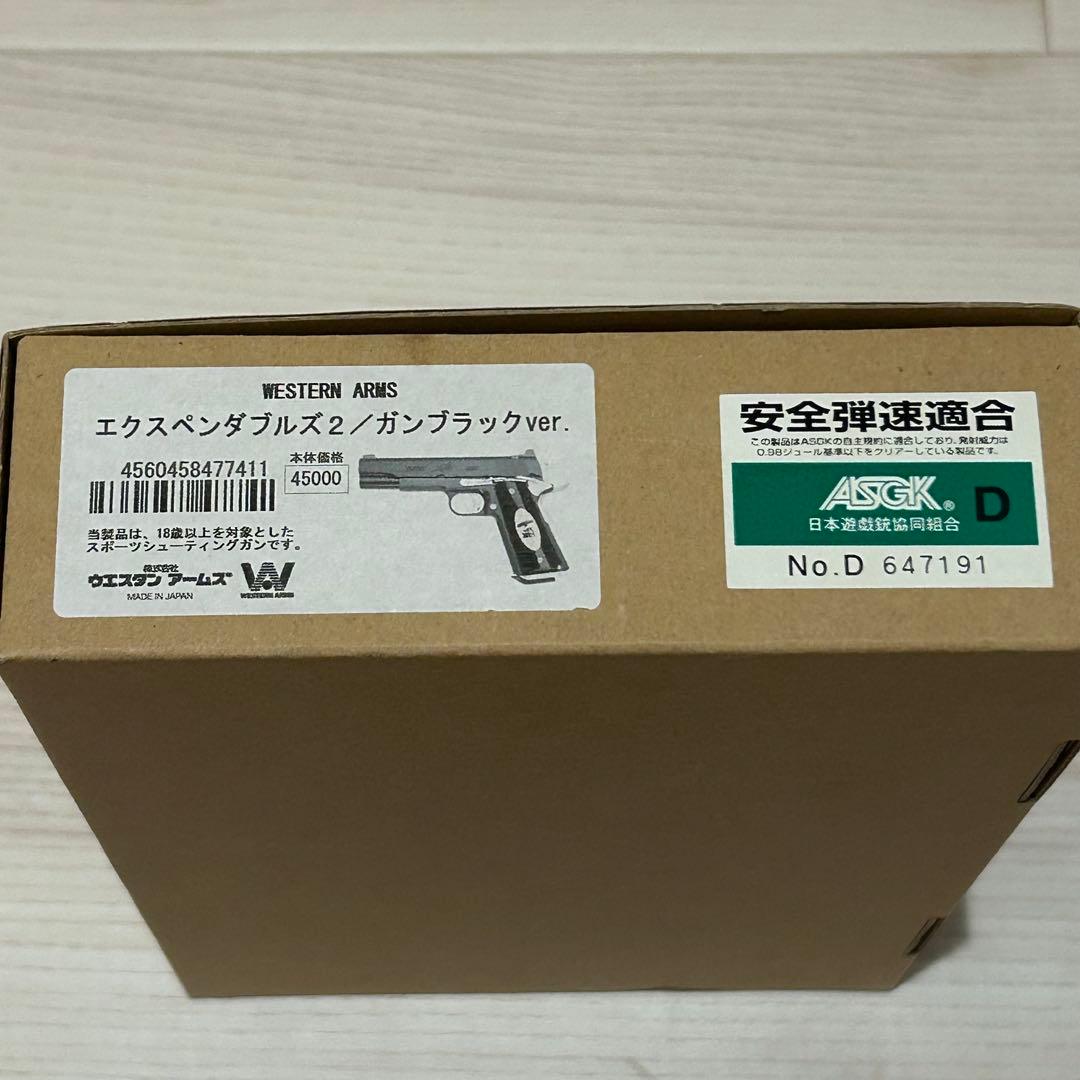 WESTERN ARMS
エクスペンダブルズ2/ガンブラックver.
4560458477411
本体価格
45000
当製品は、18歳以上を対象とした
スポーツシューティングガンです。
株式会社
ウエスタン アームズ
MADE IN JAPAN
WESTERN ARMS
安全弾速適合
この製品はASGKの自主規約に適合しており、発射威力は
0.98ジュール基準以下をクリアーしている製品です。
ASGK® D
日本遊戯銃協同組合
No.D 647191